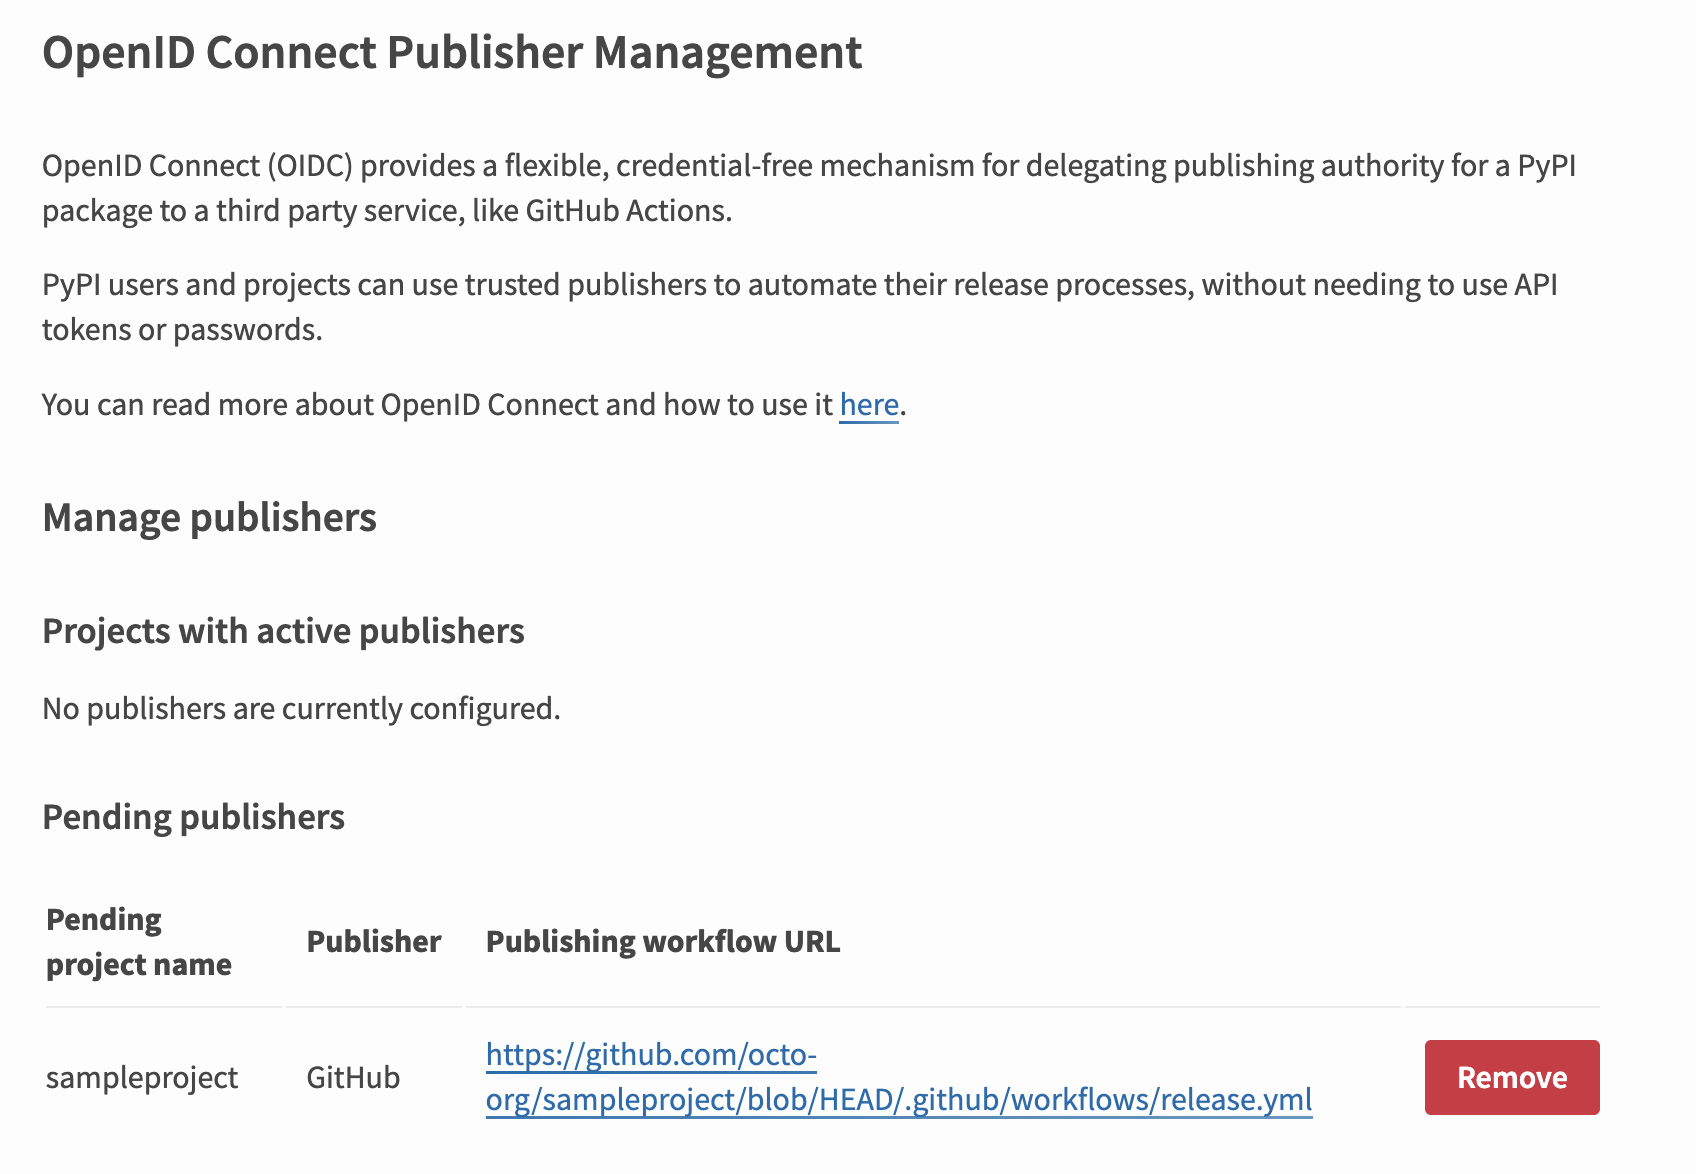 OpenID Connect Publisher Management
OpenID Connect (OIDC) provides a flexible, credential-free mechanism for delegating publishing authority for a PyPI
package to a third party service, like GitHub Actions.
PyPI users and projects can use trusted publishers to automate their release processes, without needing to use API
tokens or passwords.
You can read more about OpenID Connect and how to use it here.
Manage publishers
Projects with active publishers
No publishers are currently configured.
Pending publishers
Pending
project name
Publisher
Publishing workflow URL
sampleproject
GitHub
https://github.com/octo-
org/sampleproject/blob/HEAD/.github/workflows/release.yml
Remove